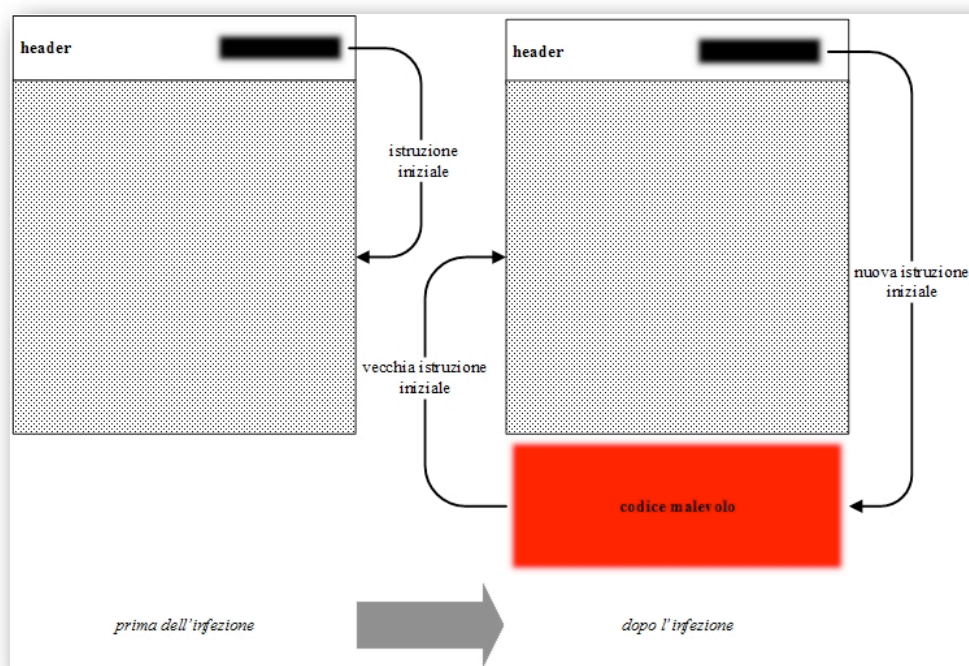 header
header
istruzione
iniziale
nuova istruzione
iniziale
vecchia istruzione
iniziale
codice malevolo
prima dell'infezione
dopo l'infezione